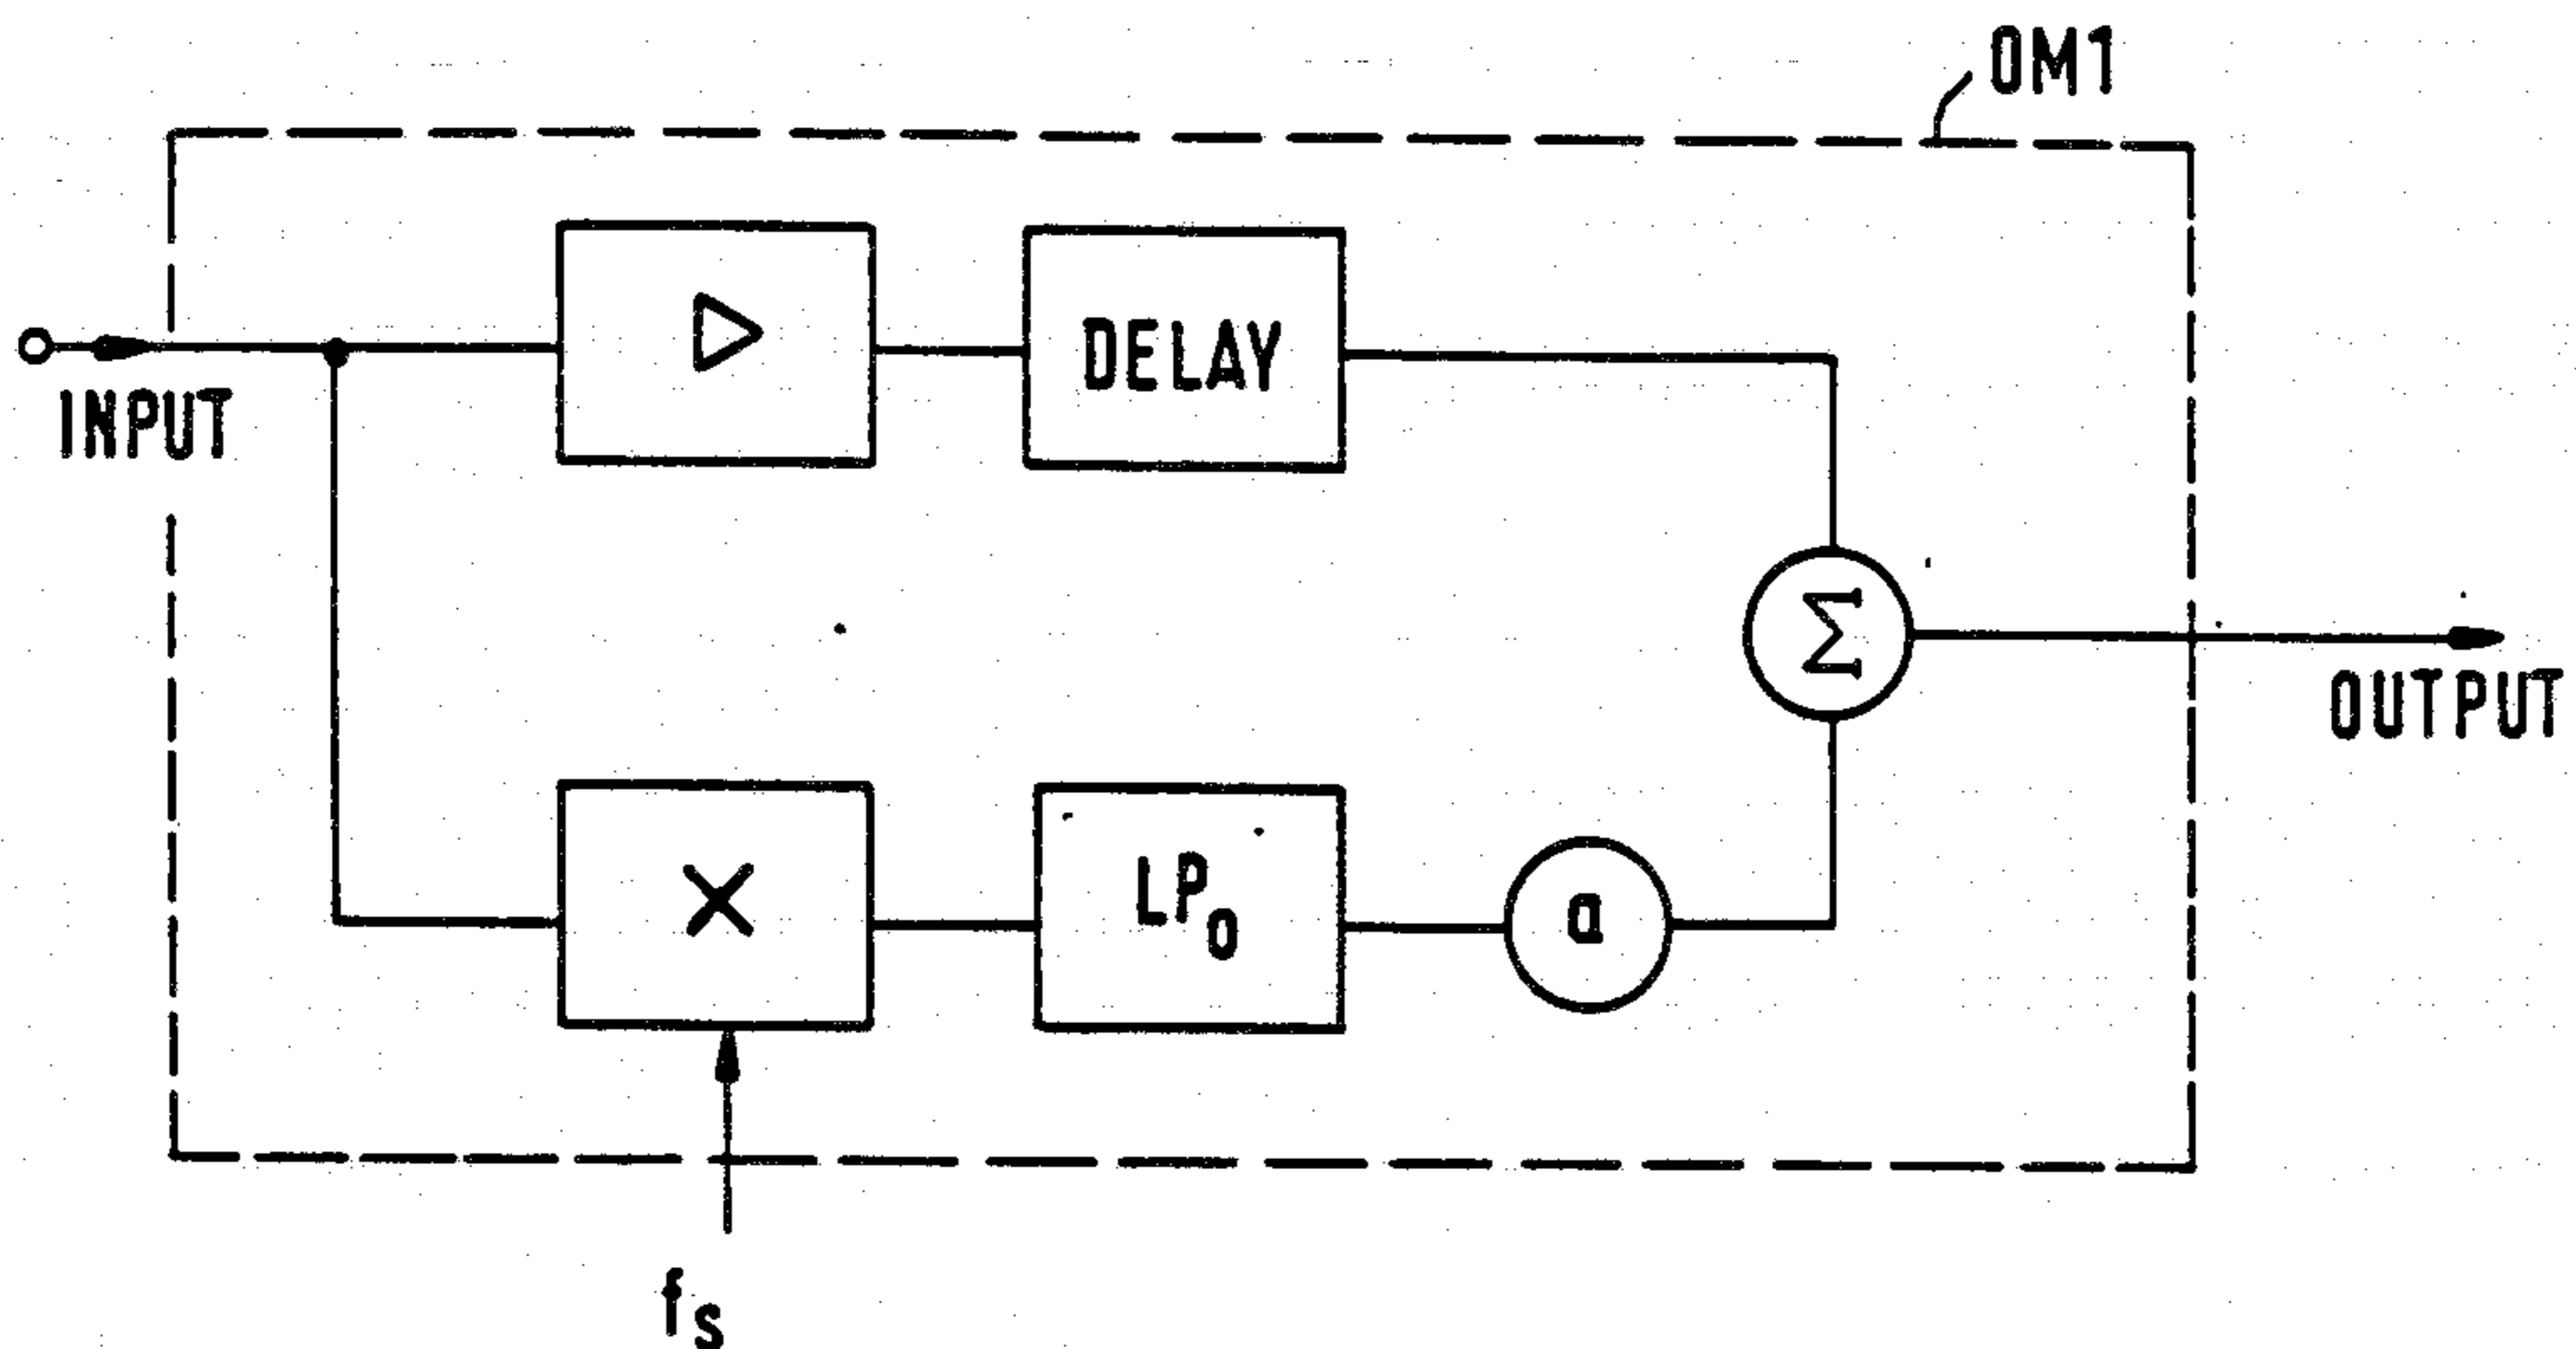 OM1
INPUT
DELAY
Σ
OUTPUT
×
LP₀
a
fₛ